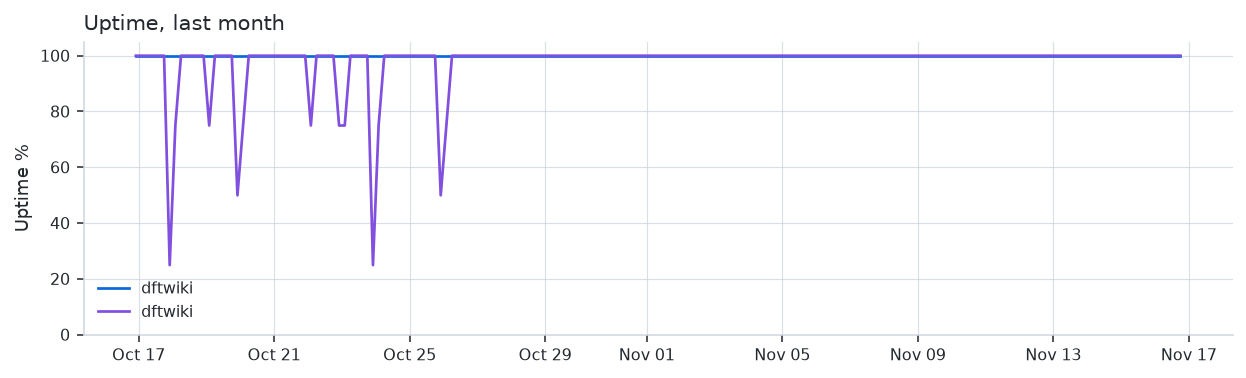 Uptime, last month
Uptime %
100
80
60
40
20
0
dftwiki
dftwiki
Oct 17 Oct 21 Oct 25 Oct 29 Nov 01 Nov 05 Nov 09 Nov 13 Nov 17